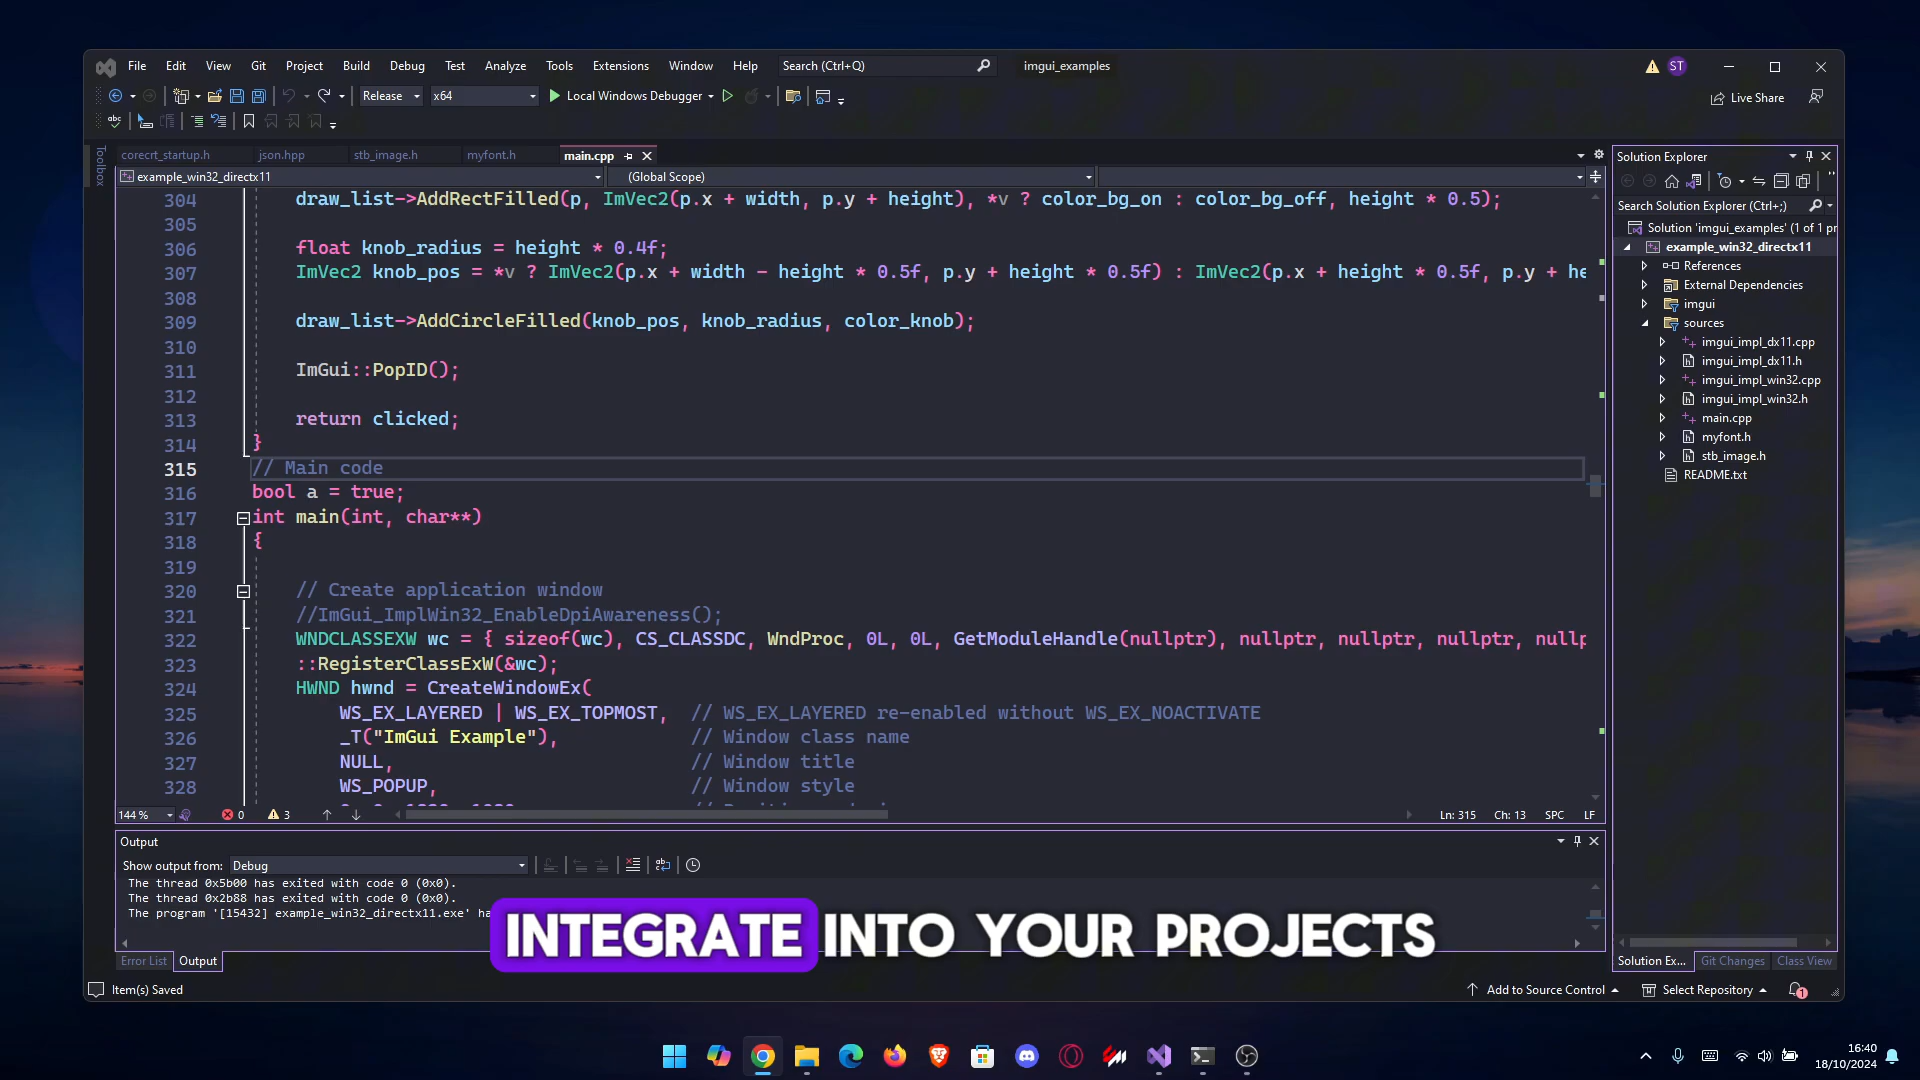 File Edit View Git Project Build Debug Test Analyze Tools Extensions Window Help Search (Ctrl+Q) imgui_examples ST
Release x64 Local Windows Debugger Live Share
abc
Toolbox
corecrt_startup.h json.hpp stb_image.h myfont.h main.cpp
example_win32_directx11 (Global Scope)
304 draw_list->AddRectFilled(p, ImVec2(p.x + width, p.y + height), *v ? color_bg_on : color_bg_off, height * 0.5);
305
306 float knob_radius = height * 0.4f;
307 ImVec2 knob_pos = *v ? ImVec2(p.x + width - height * 0.5f, p.y + height * 0.5f) : ImVec2(p.x + height * 0.5f, p.y + he
308
309 draw_list->AddCircleFilled(knob_pos, knob_radius, color_knob);
310
311 ImGui::PopID();
312
313 return clicked;
314 }
315 // Main code
316 bool a = true;
317 int main(int, char**)
318 {
319
320 // Create application window
321 //ImGui_ImplWin32_EnableDpiAwareness();
322 WNDCLASSEXW wc = { sizeof(wc), CS_CLASSDC, WndProc, 0L, 0L, GetModuleHandle(nullptr), nullptr, nullptr, nullptr, nullp
323 ::RegisterClassExW(&wc);
324 HWND hwnd = CreateWindowEx(
325 WS_EX_LAYERED | WS_EX_TOPMOST, // WS_EX_LAYERED re-enabled without WS_EX_NOACTIVATE
326 _T("ImGui Example"), // Window class name
327 NULL, // Window title
328 WS_POPUP, // Window style
144 % 0 3 Ln: 315 Ch: 13 SPC LF
Output
Show output from: Debug
The thread 0x5b00 has exited with code 0 (0x0).
The thread 0x2b88 has exited with code 0 (0x0).
The program '[15432] example_win32_directx11.exe' ha
INTEGRATE INTO YOUR PROJECTS
Error List Output
Item(s) Saved
Solution Explorer
Search Solution Explorer (Ctrl+;)
Solution 'imgui_examples' (1 of 1 pr
example_win32_directx11
References
External Dependencies
imgui
sources
imgui_impl_dx11.cpp
imgui_impl_dx11.h
imgui_impl_win32.cpp
imgui_impl_win32.h
main.cpp
myfont.h
stb_image.h
README.txt
Solution Ex... Git Changes Class View
Add to Source Control Select Repository 1
16:40
18/10/2024